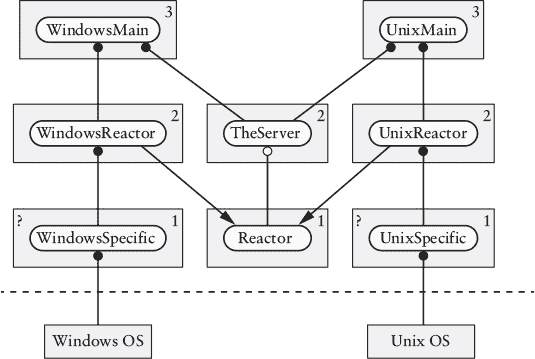 3
WindowsMain
3
UnixMain
2
WindowsReactor
2
TheServer
2
UnixReactor
? 1
WindowsSpecific
1
Reactor
? 1
UnixSpecific
Windows OS
Unix OS